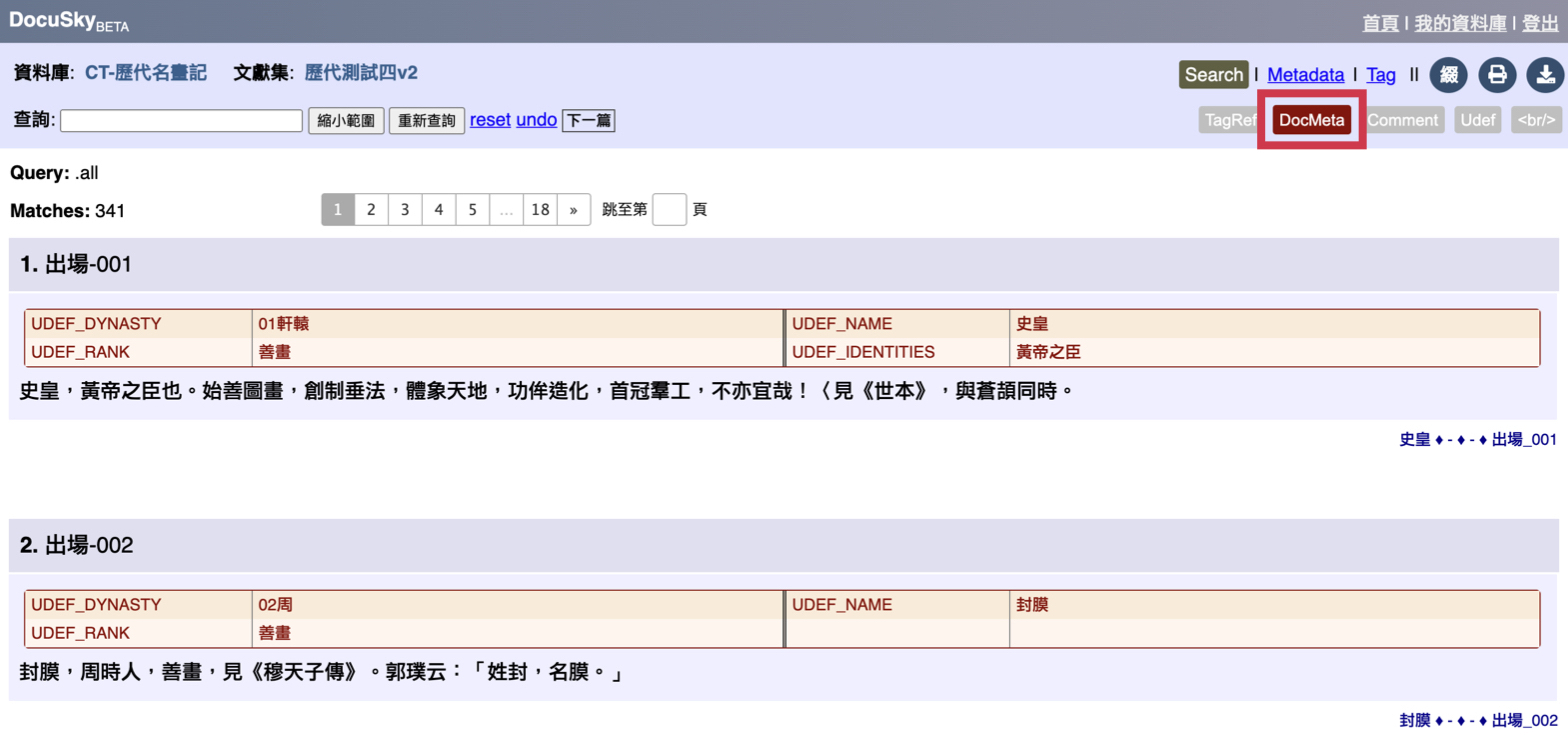 DocuSky BETA 首頁 | 我的資料庫 | 登出
資料庫: CT-歷代名畫記 文獻集: 歷代測試四v2 Search | Metadata | Tag || 綴
查詢: 縮小範圍 重新查詢 reset undo 下一篇 TagRef DocMeta Comment Udef <br/>
Query: .all
Matches: 341 1 2 3 4 5 ... 18 » 跳至第 頁
1. 出場-001
UDEF_DYNASTY 01軒轅 UDEF_NAME 史皇
UDEF_RANK 善畫 UDEF_IDENTITIES 黃帝之臣
史皇，黃帝之臣也。始善圖畫，創制垂法，體象天地，功侔造化，首冠羣工，不亦宜哉！〈見《世本》，與蒼頡同時。
史皇 ♦ - ♦ - ♦ 出場_001
2. 出場-002
UDEF_DYNASTY 02周 UDEF_NAME 封膜
UDEF_RANK 善畫
封膜，周時人，善畫，見《穆天子傳》。郭璞云：「姓封，名膜。」
封膜 ♦ - ♦ - ♦ 出場_002